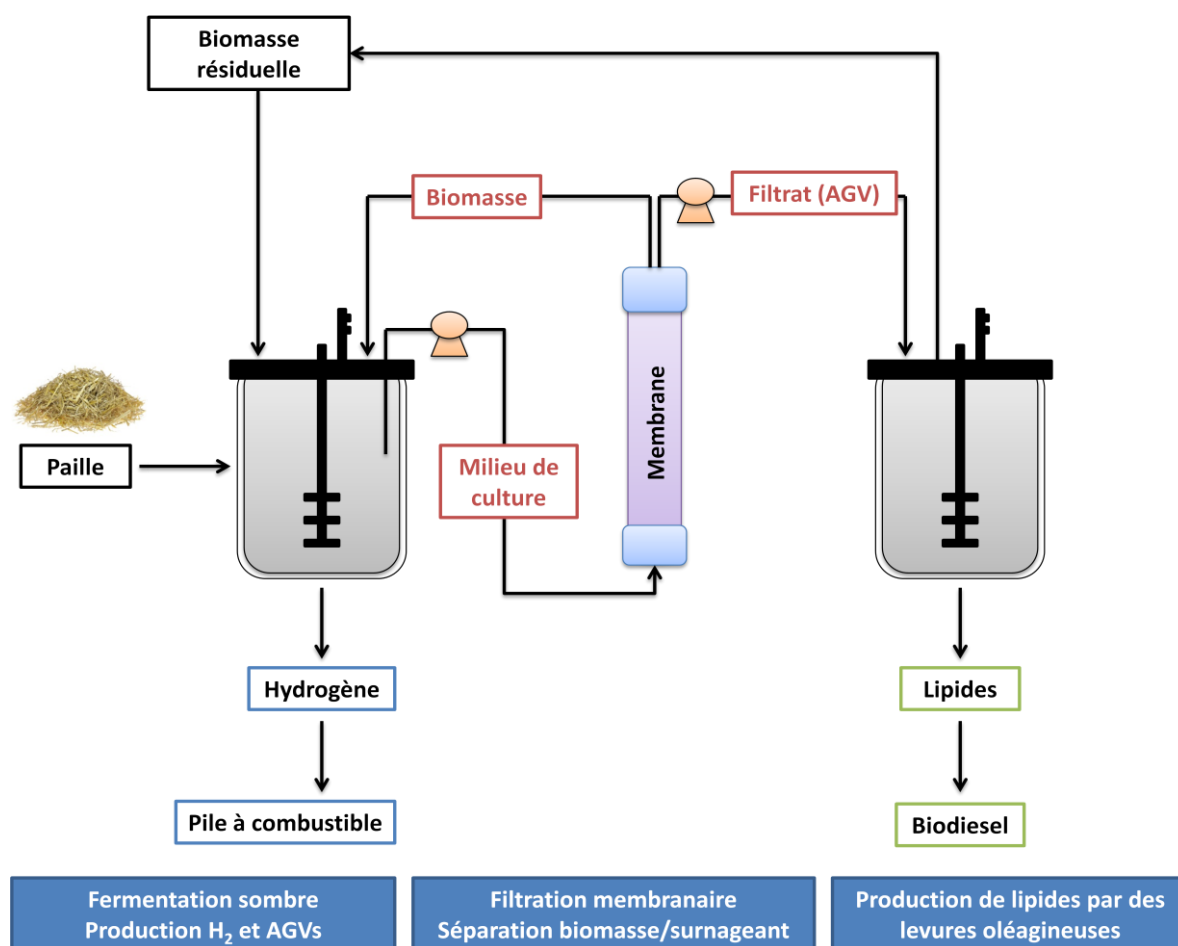 Biomasse
résiduelle
Biomasse
Filtrat (AGV)
Paille
Milieu de
culture
Membrane
Hydrogène
Lipides
Pile à combustible
Biodiesel
Fermentation sombre
Production H₂ et AGVs
Filtration membranaire
Séparation biomasse/surnageant
Production de lipides par des
levures oléagineuses